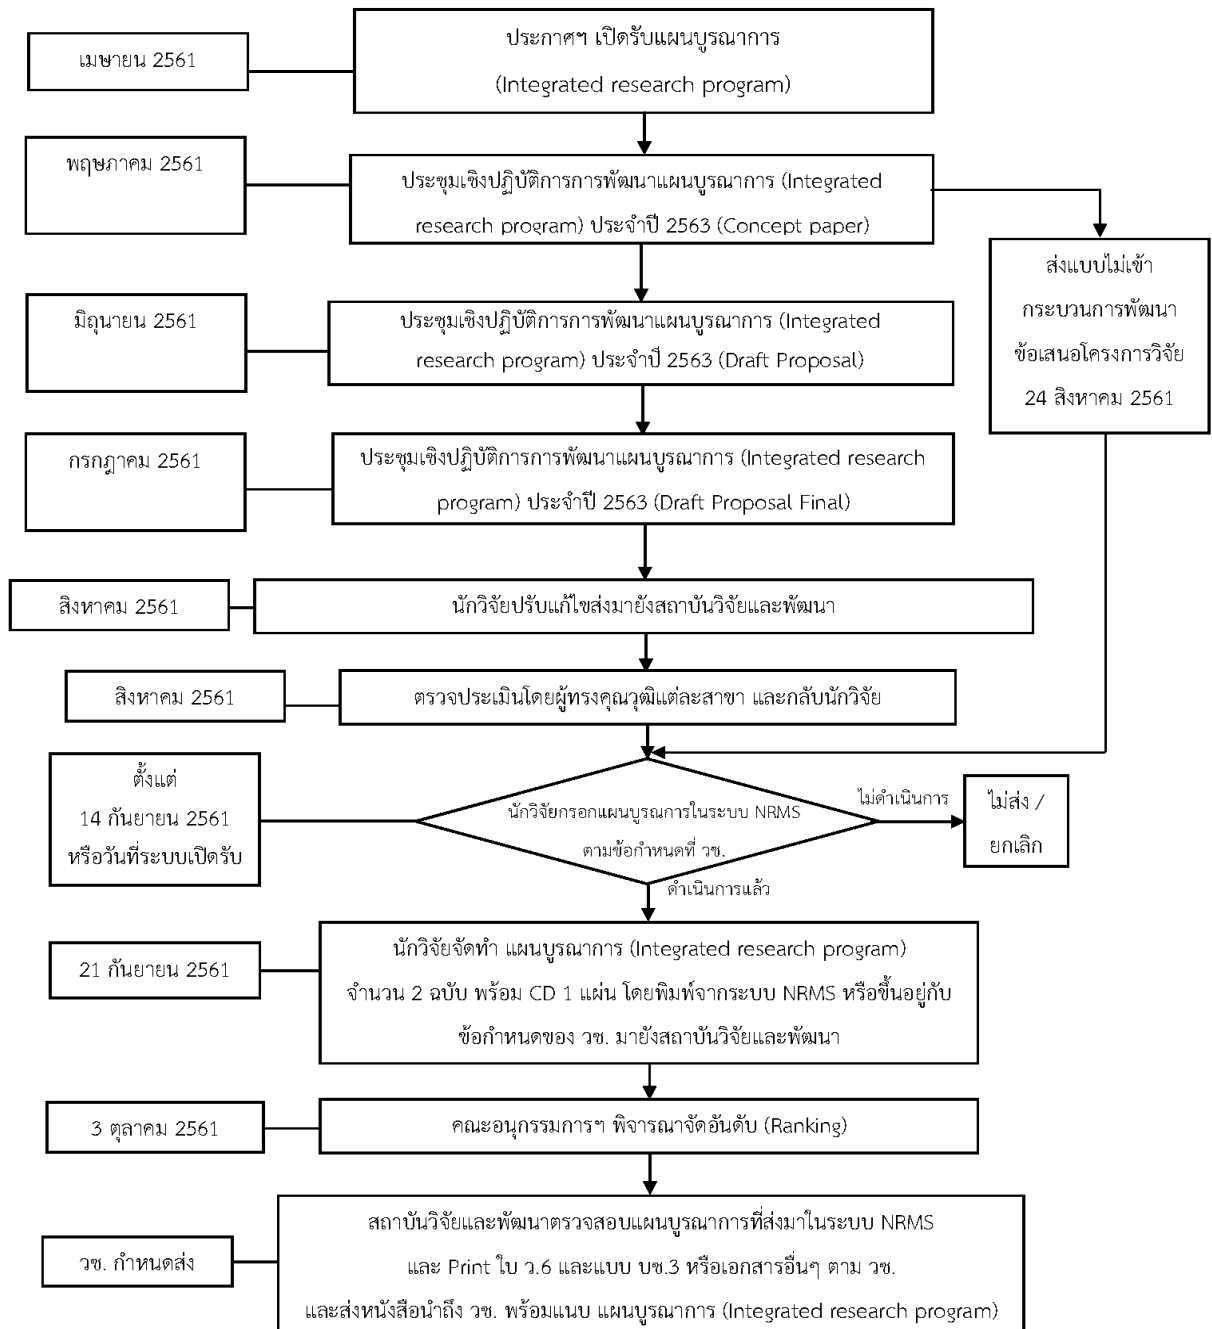 เมษายน 2561
ประกาศฯ เปิดรับแผนบูรณาการ
(Integrated research program)
พฤษภาคม 2561
ประชุมเชิงปฏิบัติการการพัฒนาแผนบูรณาการ (Integrated
research program) ประจำปี 2563 (Concept paper)
ส่งแบบไม่เข้า
กระบวนการพัฒนา
ข้อเสนอโครงการวิจัย
24 สิงหาคม 2561
มิถุนายน 2561
ประชุมเชิงปฏิบัติการการพัฒนาแผนบูรณาการ (Integrated
research program) ประจำปี 2563 (Draft Proposal)
กรกฎาคม 2561
ประชุมเชิงปฏิบัติการการพัฒนาแผนบูรณาการ (Integrated research
program) ประจำปี 2563 (Draft Proposal Final)
สิงหาคม 2561
นักวิจัยปรับแก้ไขส่งมายังสถาบันวิจัยและพัฒนา
สิงหาคม 2561
ตรวจประเมินโดยผู้ทรงคุณวุฒิแต่ละสาขา และกลับนักวิจัย
ตั้งแต่
14 กันยายน 2561
หรือวันที่ระบบเปิดรับ
นักวิจัยกรอกแผนบูรณการในระบบ NRMS
ตามข้อกำหนดที่ วช.
ไม่ดำเนินการ
ไม่ส่ง /
ยกเลิก
ดำเนินการแล้ว
21 กันยายน 2561
นักวิจัยจัดทำ แผนบูรณาการ (Integrated research program)
จำนวน 2 ฉบับ พร้อม CD 1 แผ่น โดยพิมพ์จากระบบ NRMS หรือขึ้นอยู่กับ
ข้อกำหนดของ วช. มายังสถาบันวิจัยและพัฒนา
3 ตุลาคม 2561
คณะอนุกรรมการฯ พิจารณาจัดอันดับ (Ranking)
วช. กำหนดส่ง
สถาบันวิจัยและพัฒนาตรวจสอบแผนบูรณาการที่ส่งมาในระบบ NRMS
และ Print ใบ ว.6 และแบบ บช.3 หรือเอกสารอื่นๆ ตาม วช.
และส่งหนังสือนำถึง วช. พร้อมแนบ แผนบูรณาการ (Integrated research program)